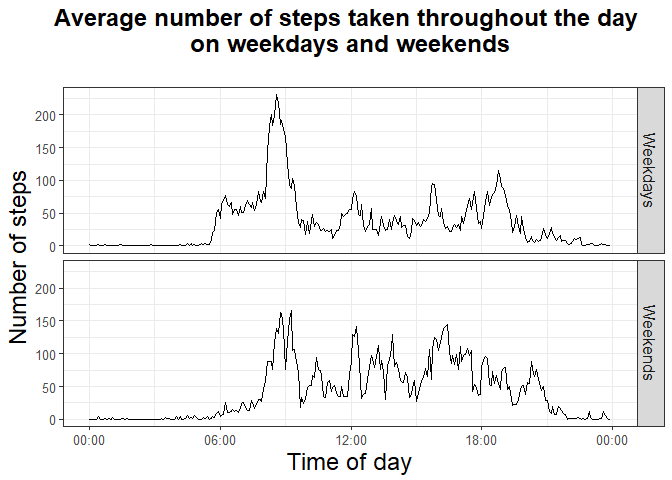 Average number of steps taken throughout the day
on weekdays and weekends
Number of steps
200
150
100
50
0
Weekdays
200
150
100
50
0
Weekends
00:00 06:00 12:00 18:00 00:00
Time of day